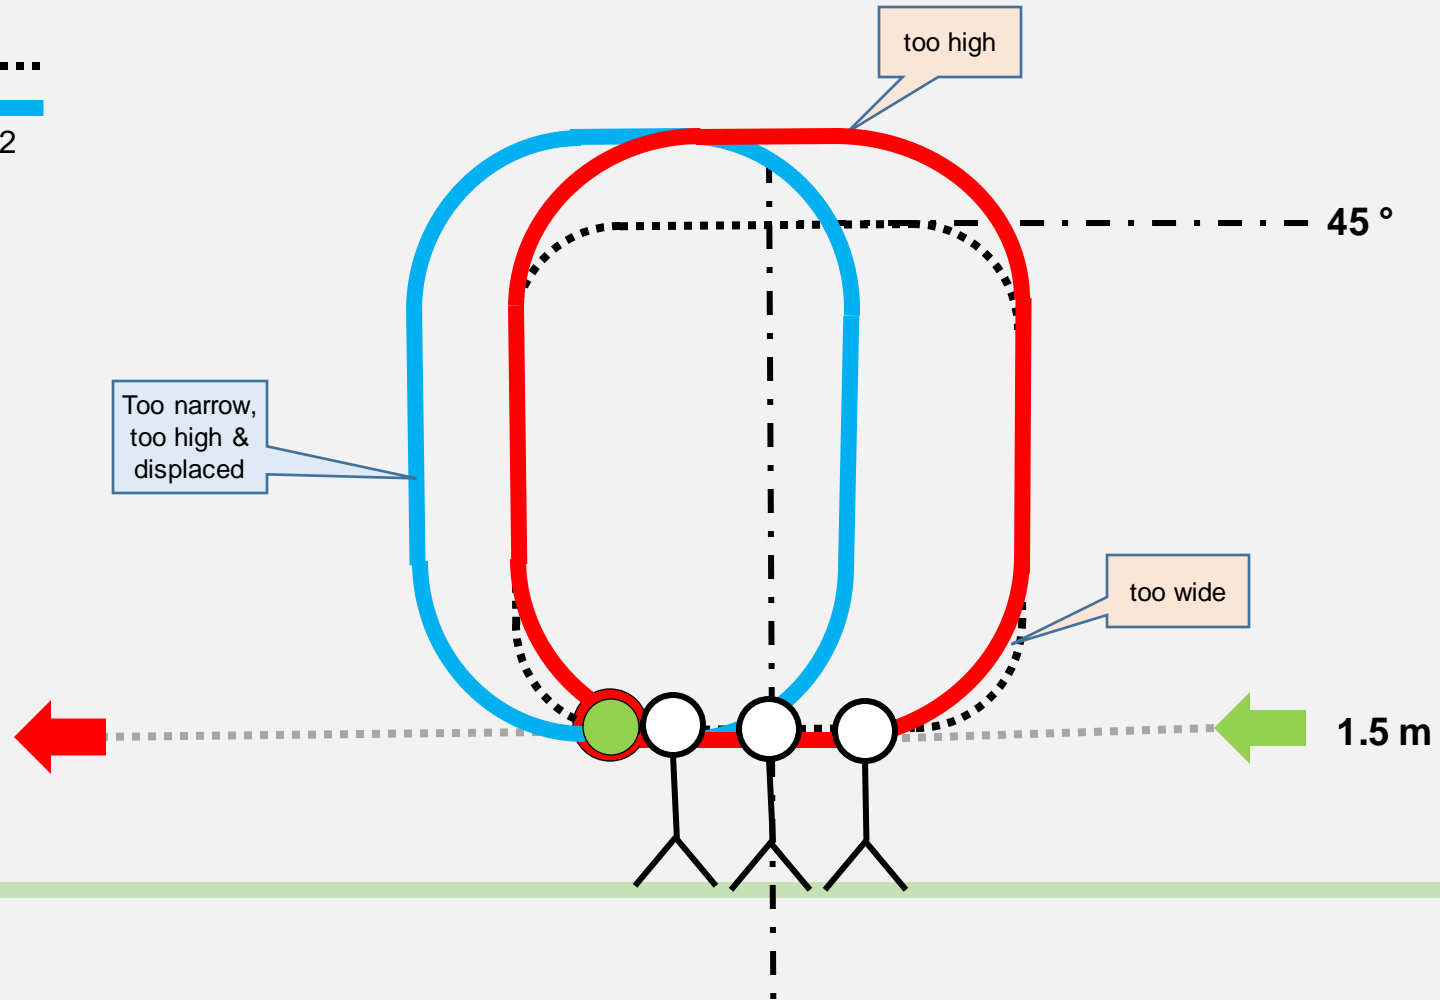 too high
2
45 °
Too narrow,
too high &
displaced
too wide
1.5 m